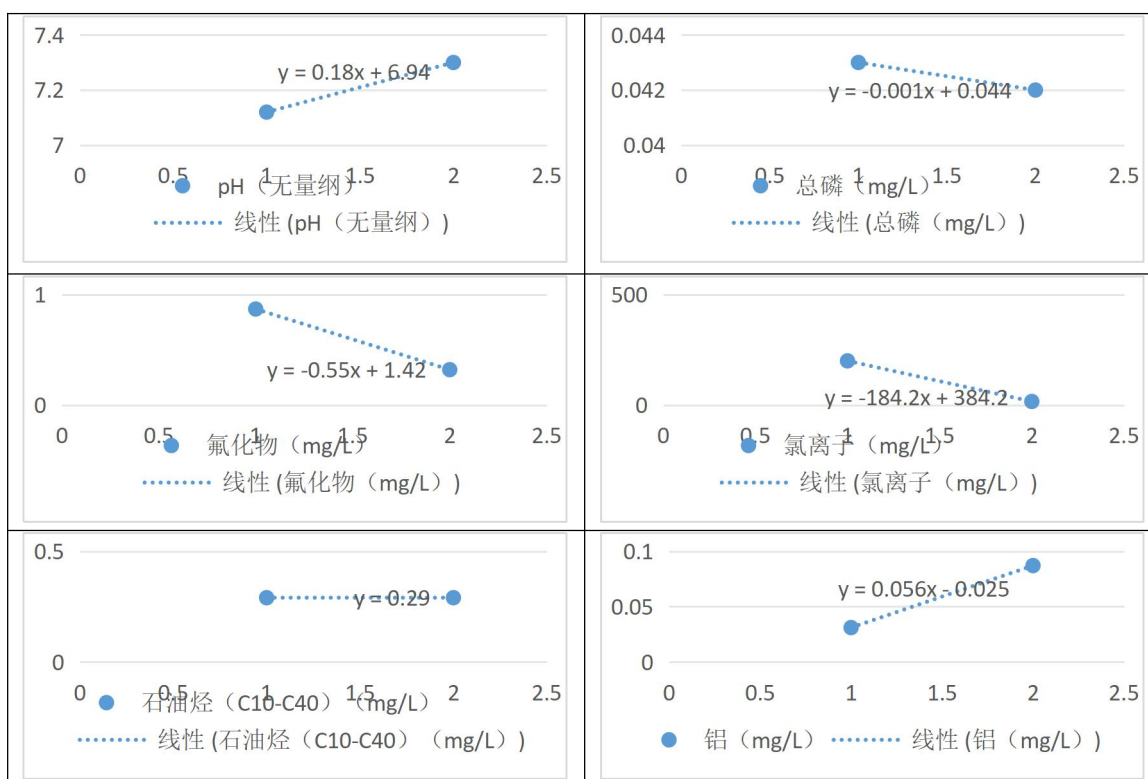 7.4
y = 0.18x + 6.94
7.2
7
0 0.5 1 1.5 2 2.5
pH（无量纲）
线性 (pH（无量纲）)
0.044
0.042
y = -0.001x + 0.044
0.04
0 0.5 1 1.5 2 2.5
总磷（mg/L）
线性 (总磷（mg/L）)
1
y = -0.55x + 1.42
0
0 0.5 1 1.5 2 2.5
氟化物（mg/L）
线性 (氟化物（mg/L）)
500
y = -184.2x + 384.2
0
0 0.5 1 1.5 2 2.5
氯离子（mg/L）
线性 (氯离子（mg/L）)
0.5
y = 0.29
0
0 0.5 1 1.5 2 2.5
石油烃（C10-C40）（mg/L）
线性 (石油烃（C10-C40）（mg/L）)
0.1
y = 0.056x - 0.025
0.05
0
0 0.5 1 1.5 2 2.5
铝（mg/L） 线性 (铝（mg/L）)